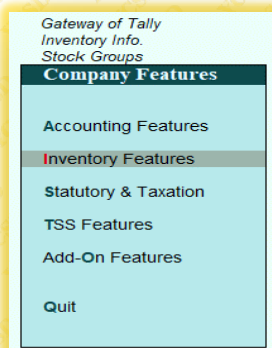 Gateway of Tally
Inventory Info.
Stock Groups
Company Features
Accounting Features
Inventory Features
Statutory & Taxation
TSS Features
Add-On Features
Quit